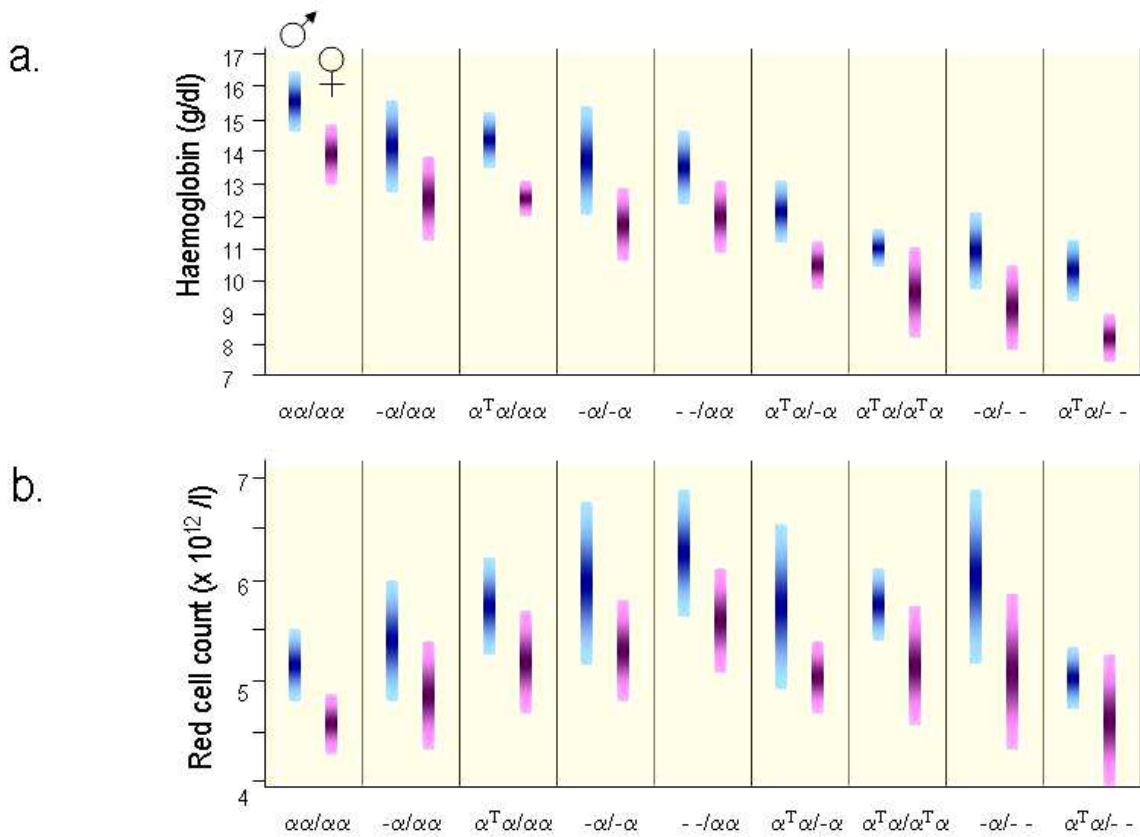 a.
Haemoglobin (g/dl)
17
16
15
14
13
12
11
10
9
8
7
αα/αα -α/αα αᵀα/αα -α/-α - -/αα αᵀα/-α αᵀα/αᵀα -α/- - αᵀα/- -
b.
Red cell count (x 10¹² /l)
7
6
5
4
αα/αα -α/αα αᵀα/αα -α/-α - -/αα αᵀα/-α αᵀα/αᵀα -α/- - αᵀα/- -